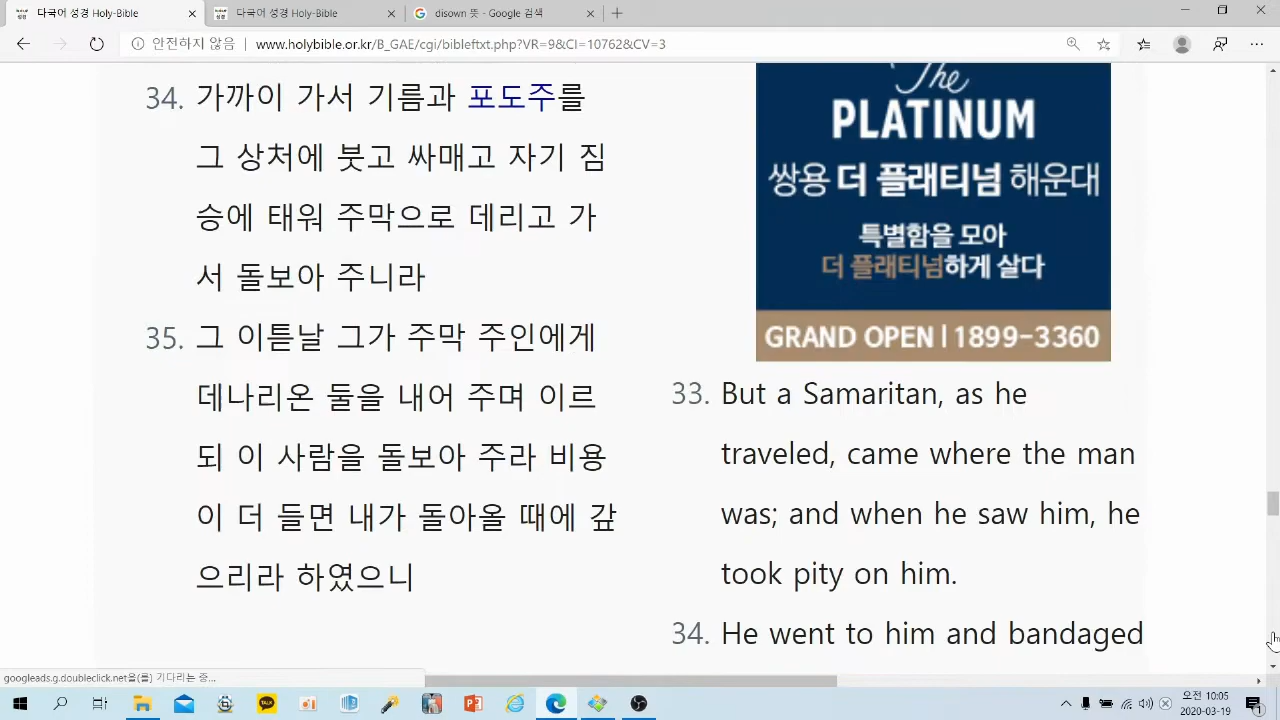 다국어 성경 Holy-Bible
다국어 성경 Holy-Bible
disown 뜻 - Google 검색
안전하지 않음
www.holybible.or.kr/B_GAE/cgi/bibleftxt.php?VR=9&CI=10762&CV=3
34. 가까이 가서 기름과 포도주를
그 상처에 붓고 싸매고 자기 짐
승에 태워 주막으로 데리고 가
서 돌보아 주니라
35. 그 이튿날 그가 주막 주인에게
데나리온 둘을 내어 주며 이르
되 이 사람을 돌보아 주라 비용
이 더 들면 내가 돌아올 때에 갚
으리라 하였으니
The
PLATINUM
쌍용 더 플래티넘 해운대
특별함을 모아
더 플래티넘하게 살다
GRAND OPEN | 1899-3360
33. But a Samaritan, as he
traveled, came where the man
was; and when he saw him, he
took pity on him.
34. He went to him and bandaged
googleads.g.doubleclick.net을(를) 기다리는 중...
TALK
오전 10:05
2020-03-19